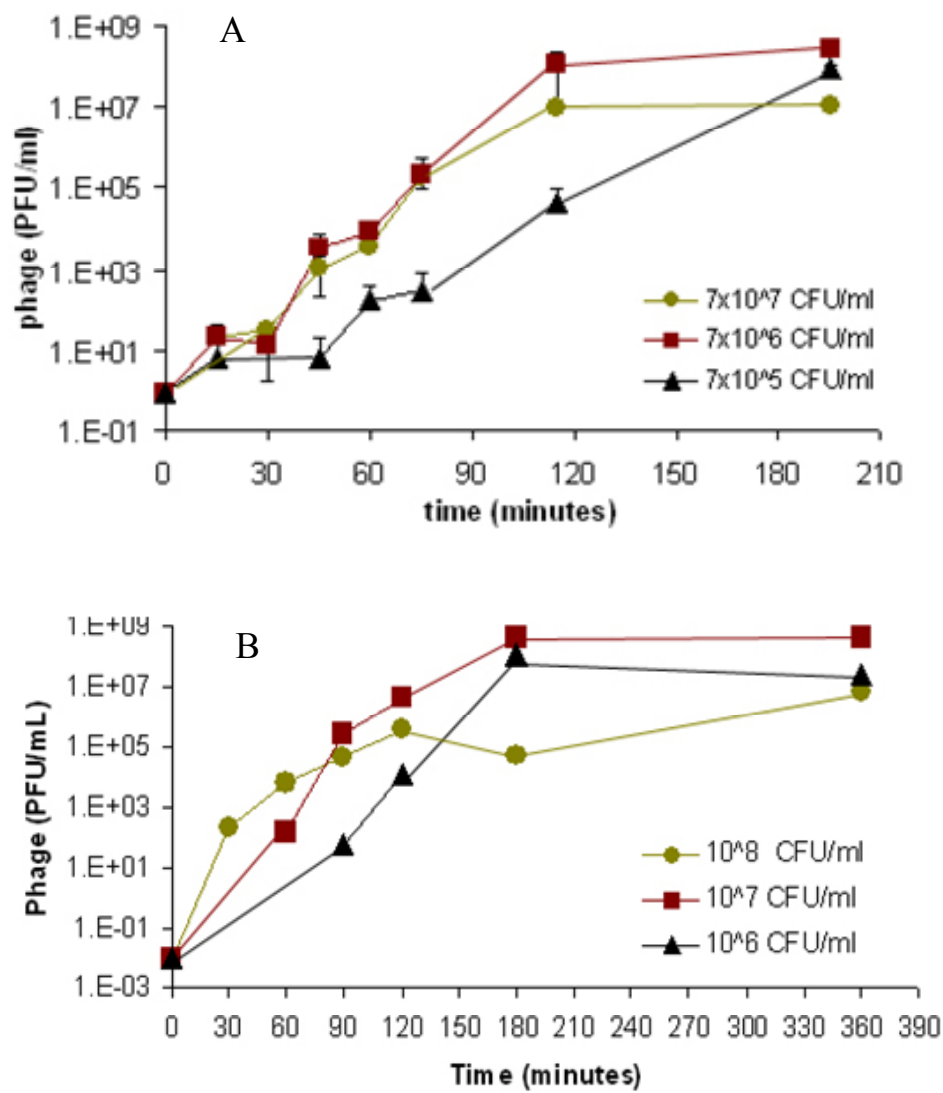 A
1.E+09
1.E+07
1.E+05
1.E+03
1.E+01
1.E-01
phage (PFU/ml)
7x10^7 CFU/ml
7x10^6 CFU/ml
7x10^5 CFU/ml
0 30 60 90 120 150 180 210
time (minutes)
B
1.E+09
1.E+07
1.E+05
1.E+03
1.E+01
1.E-01
1.E-03
Phage (PFU/mL)
10^8 CFU/ml
10^7 CFU/ml
10^6 CFU/ml
0 30 60 90 120 150 180 210 240 270 300 330 360 390
Time (minutes)